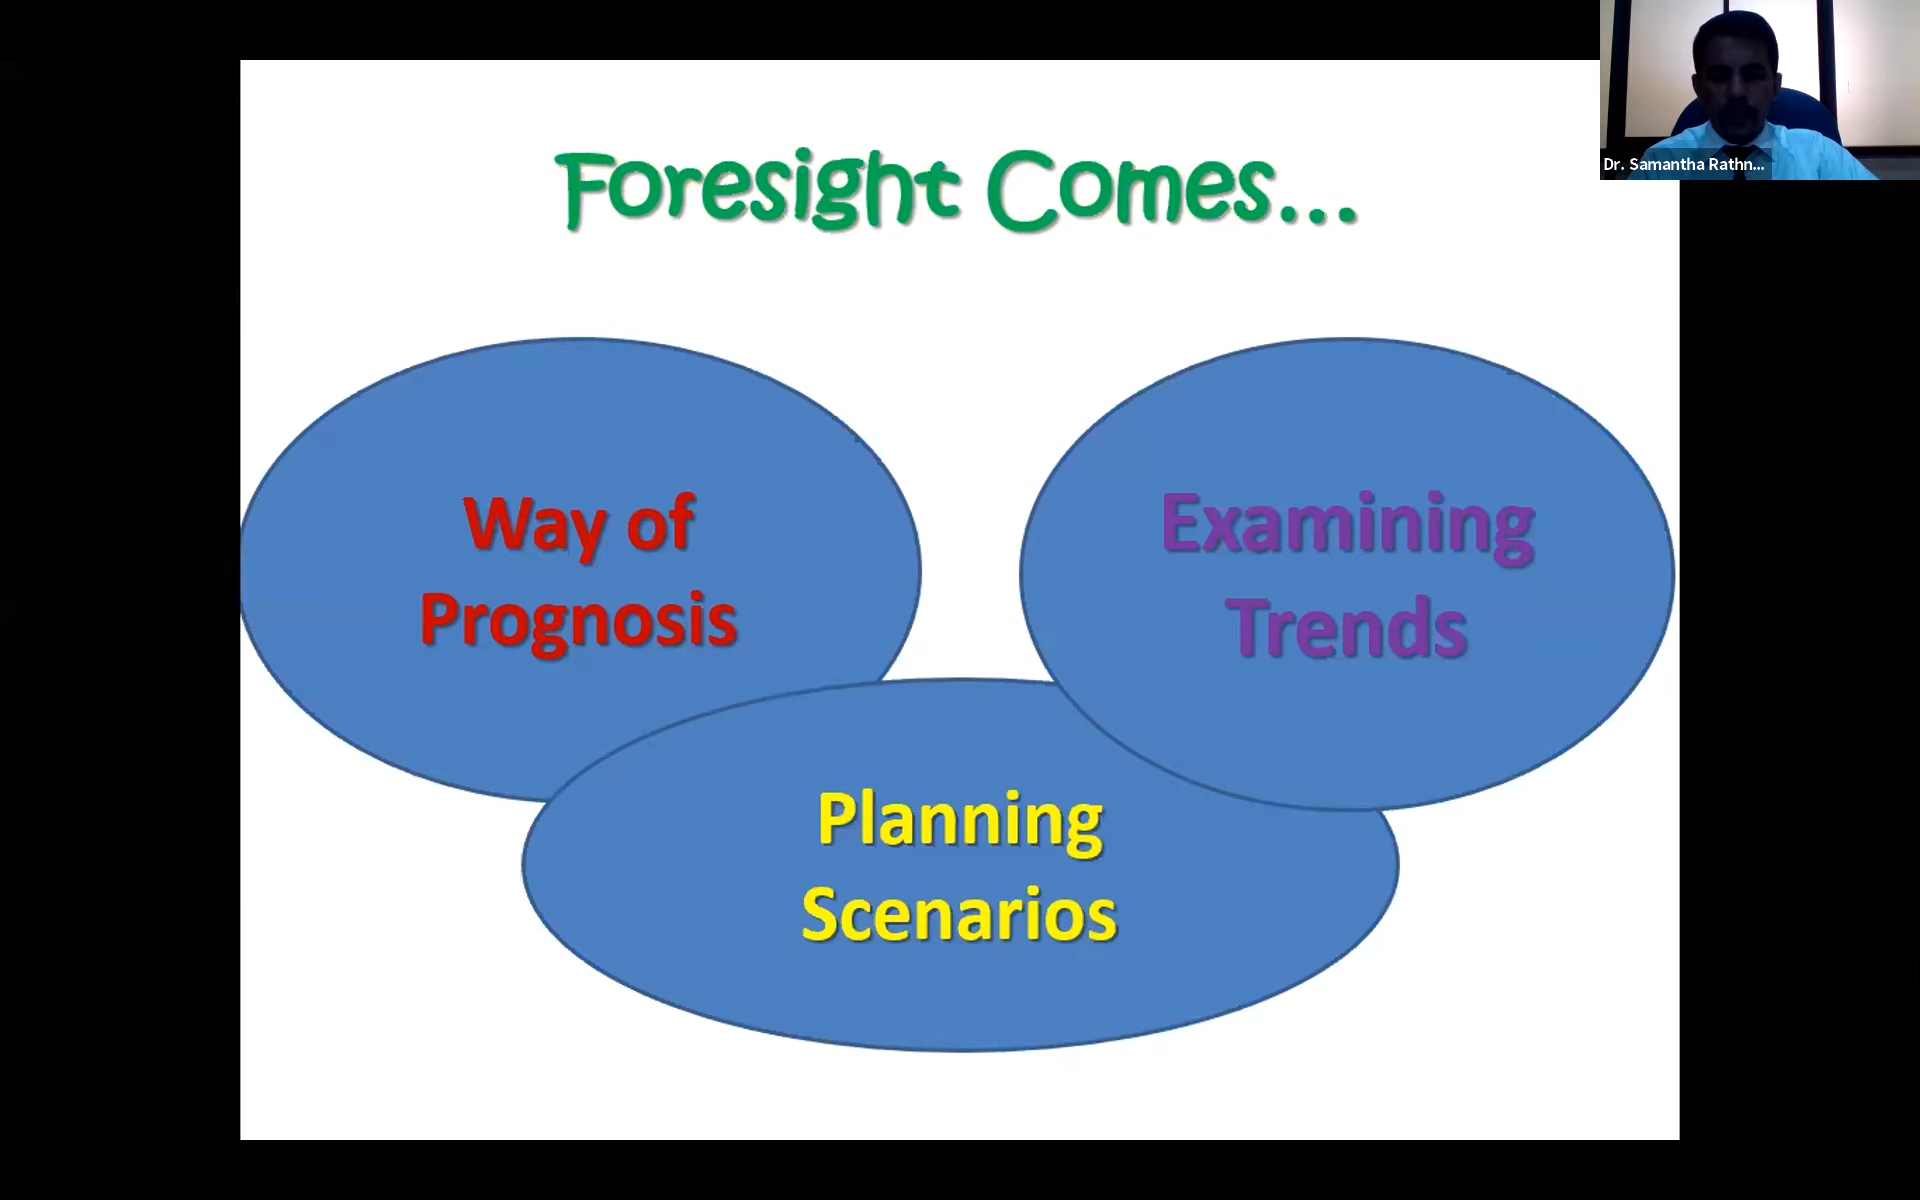 Dr. Samantha Rathn...
Foresight Comes...
Way of
Prognosis
Examining
Trends
Planning
Scenarios